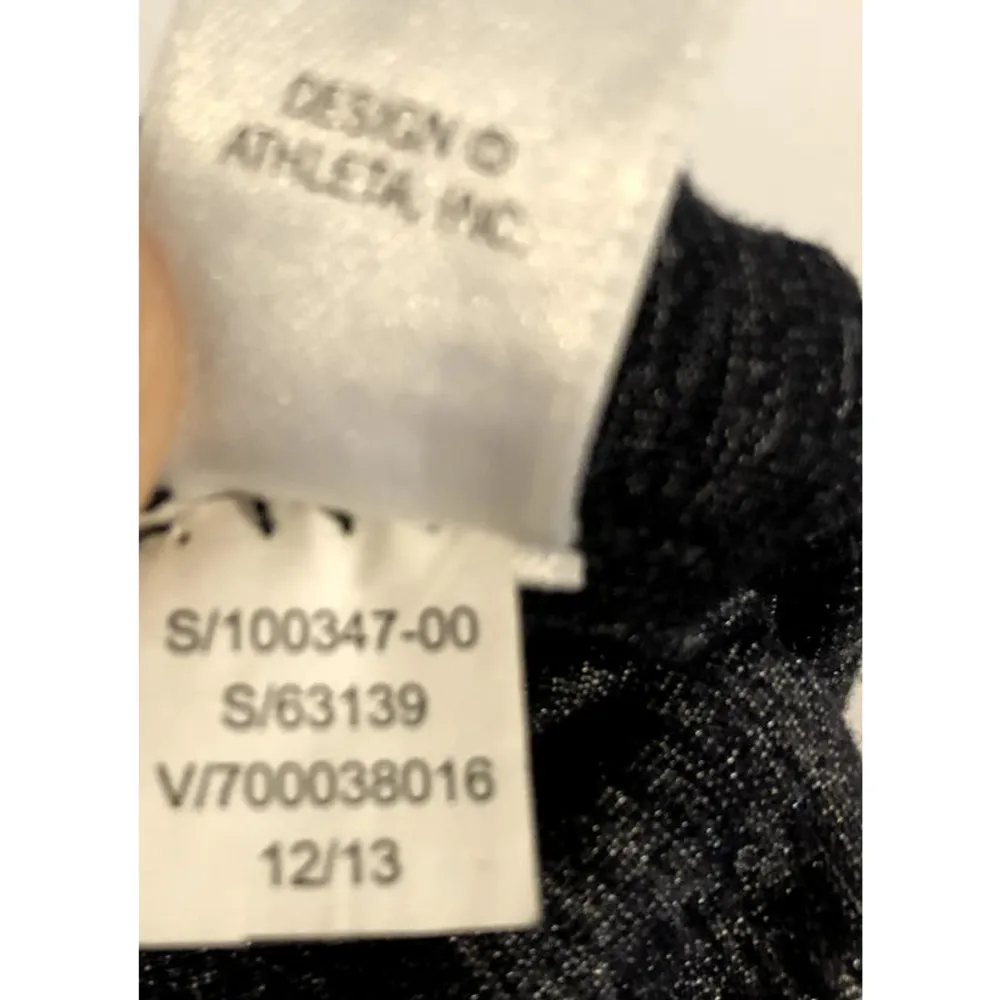 DESIGN ©
ATHLETA, INC.
S/100347-00
S/63139
V/700038016
12/13